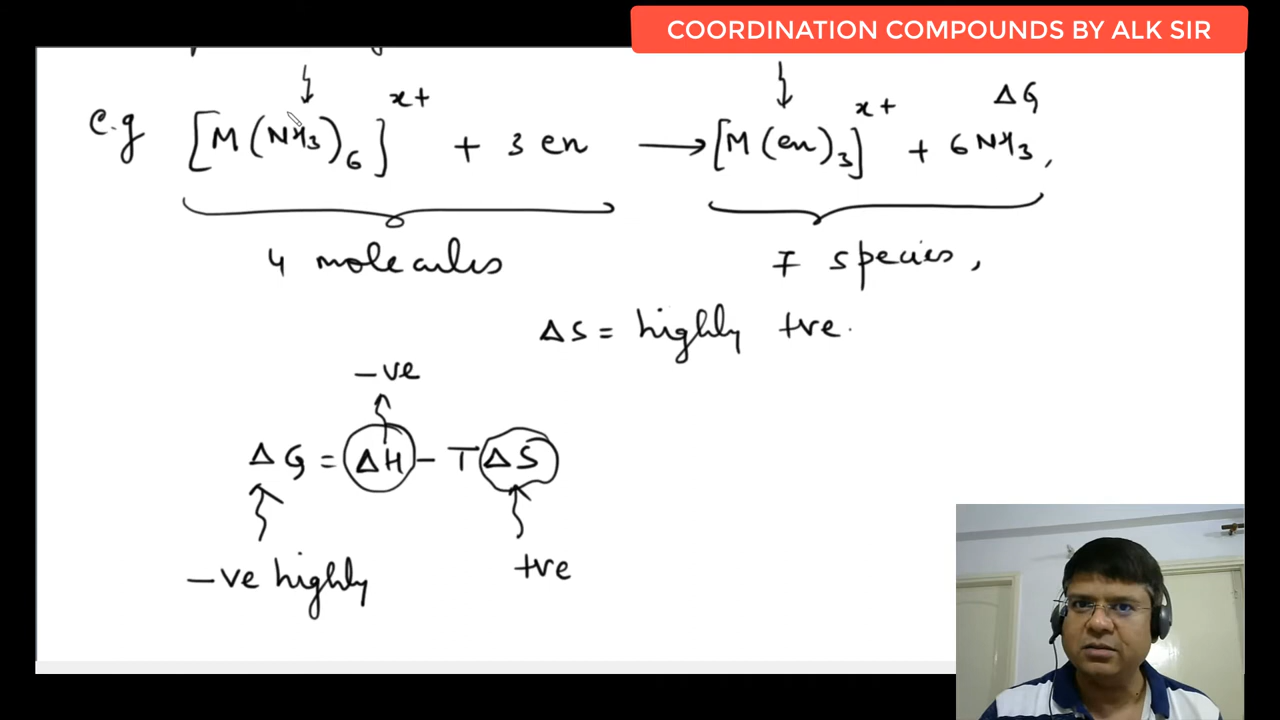 COORDINATION COMPOUNDS BY ALK SIR
e.g [M(NH3)6]x+ + 3 en → [M(en)3]x+ + 6NH3, ΔG
4 molecules 7 species,
ΔS = highly +ve.
-ve
ΔG = ΔH - TΔS
-ve highly +ve